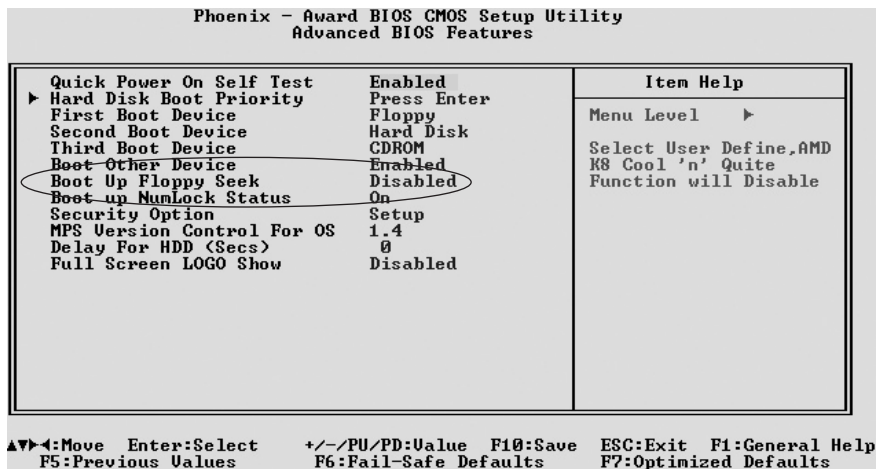 Phoenix – Award BIOS CMOS Setup Utility
Advanced BIOS Features
Quick Power On Self Test Enabled
Hard Disk Boot Priority Press Enter
First Boot Device Floppy
Second Boot Device Hard Disk
Third Boot Device CDROM
Boot Other Device Enabled
Boot Up Floppy Seek Disabled
Boot up NumLock Status On
Security Option Setup
MPS Version Control For OS 1.4
Delay For HDD (Secs) 0
Full Screen LOGO Show Disabled
Item Help
Menu Level
Select User Define,AMD
K8 Cool 'n' Quite
Function will Disable
:Move Enter:Select +/-/PU/PD:Value F10:Save ESC:Exit F1:General Help
F5:Previous Values F6:Fail-Safe Defaults F7:Optimized Defaults